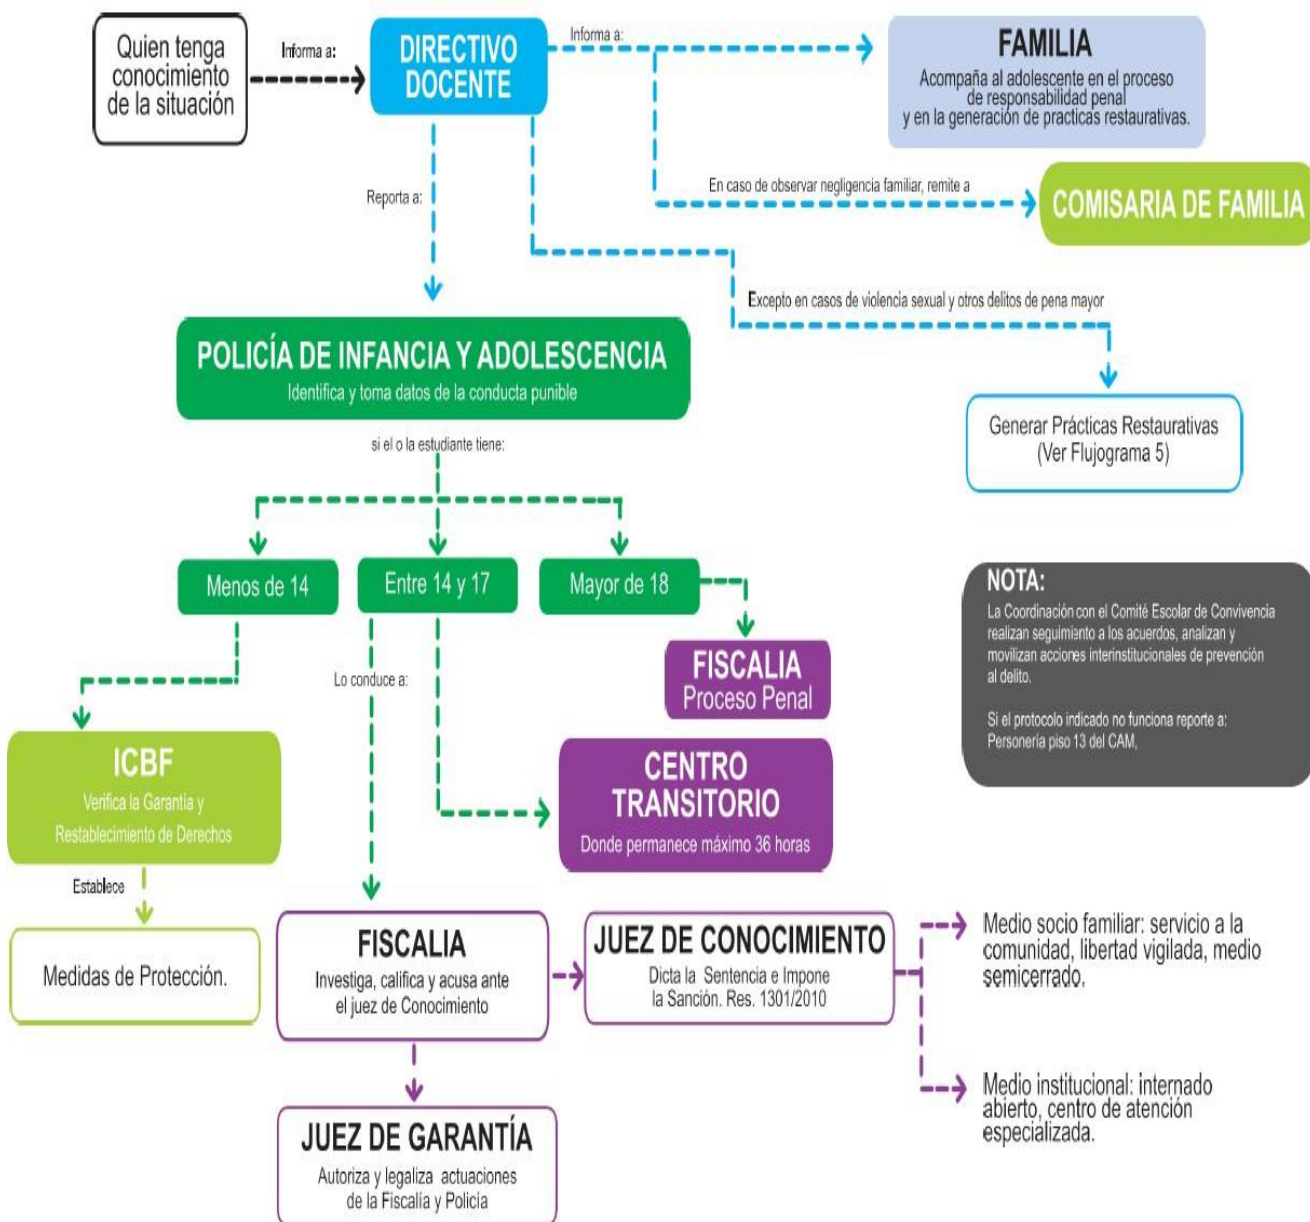 Quien tenga
conocimiento
de la situación
Informa a:
DIRECTIVO
DOCENTE
Informa a:
FAMILIA
Acompaña al adolescente en el proceso
de responsabilidad penal
y en la generación de practicas restaurativas.
En caso de observar negligencia familiar, remite a
COMISARIA DE FAMILIA
Reporta a:
Excepto en casos de violencia sexual y otros delitos de pena mayor
Generar Prácticas Restaurativas
(Ver Flujograma 5)
POLICÍA DE INFANCIA Y ADOLESCENCIA
Identifica y toma datos de la conducta punible
si el o la estudiante tiene:
Menos de 14
Entre 14 y 17
Mayor de 18
FISCALIA
Proceso Penal
Lo conduce a:
CENTRO
TRANSITORIO
Donde permanece máximo 36 horas
NOTA:
La Coordinación con el Comité Escolar de Convivencia
realizan seguimiento a los acuerdos, analizan y
movilizan acciones interinstitucionales de prevención
al delito.
Si el protocolo indicado no funciona reporte a:
Personería piso 13 del CAM,
ICBF
Verifica la Garantía y
Restablecimiento de Derechos
Establece
Medidas de Protección.
FISCALIA
Investiga, califica y acusa ante
el juez de Conocimiento
JUEZ DE CONOCIMIENTO
Dicta la Sentencia e Impone
la Sanción. Res. 1301/2010
Medio socio familiar: servicio a la
comunidad, libertad vigilada, medio
semicerrado.
Medio institucional: internado
abierto, centro de atención
especializada.
JUEZ DE GARANTÍA
Autoriza y legaliza actuaciones
de la Fiscalía y Policia